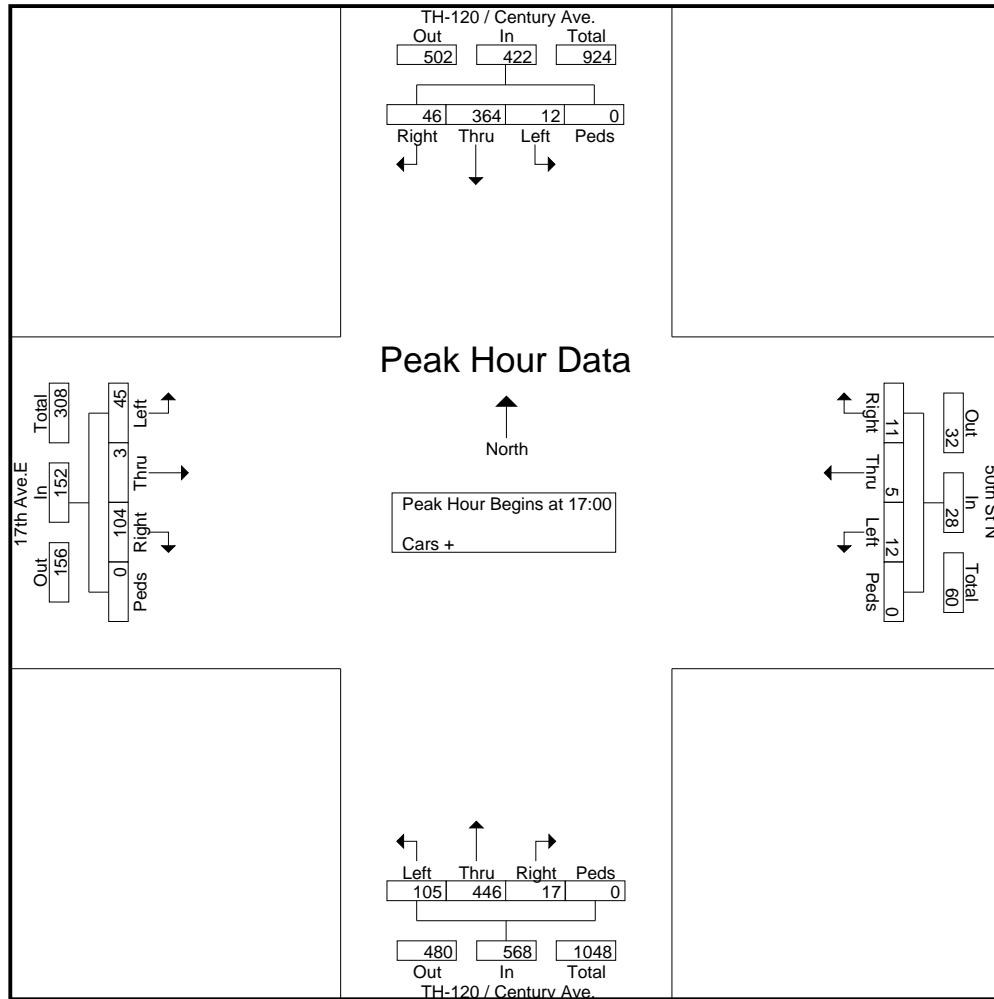 TH-120 / Century Ave.
Out In Total
502 422 924
46 364 12 0
Right Thru Left Peds
Peak Hour Data
North
Peak Hour Begins at 17:00
Cars +
17th Ave.E
Total In Out
308 152 156
45 3 104 0
Left Thru Right Peds
50th St N
Out In Total
32 28 60
11 5 12 0
Right Thru Left Peds
Left Thru Right Peds
105 446 17 0
480 568 1048
Out In Total
TH-120 / Century Ave.